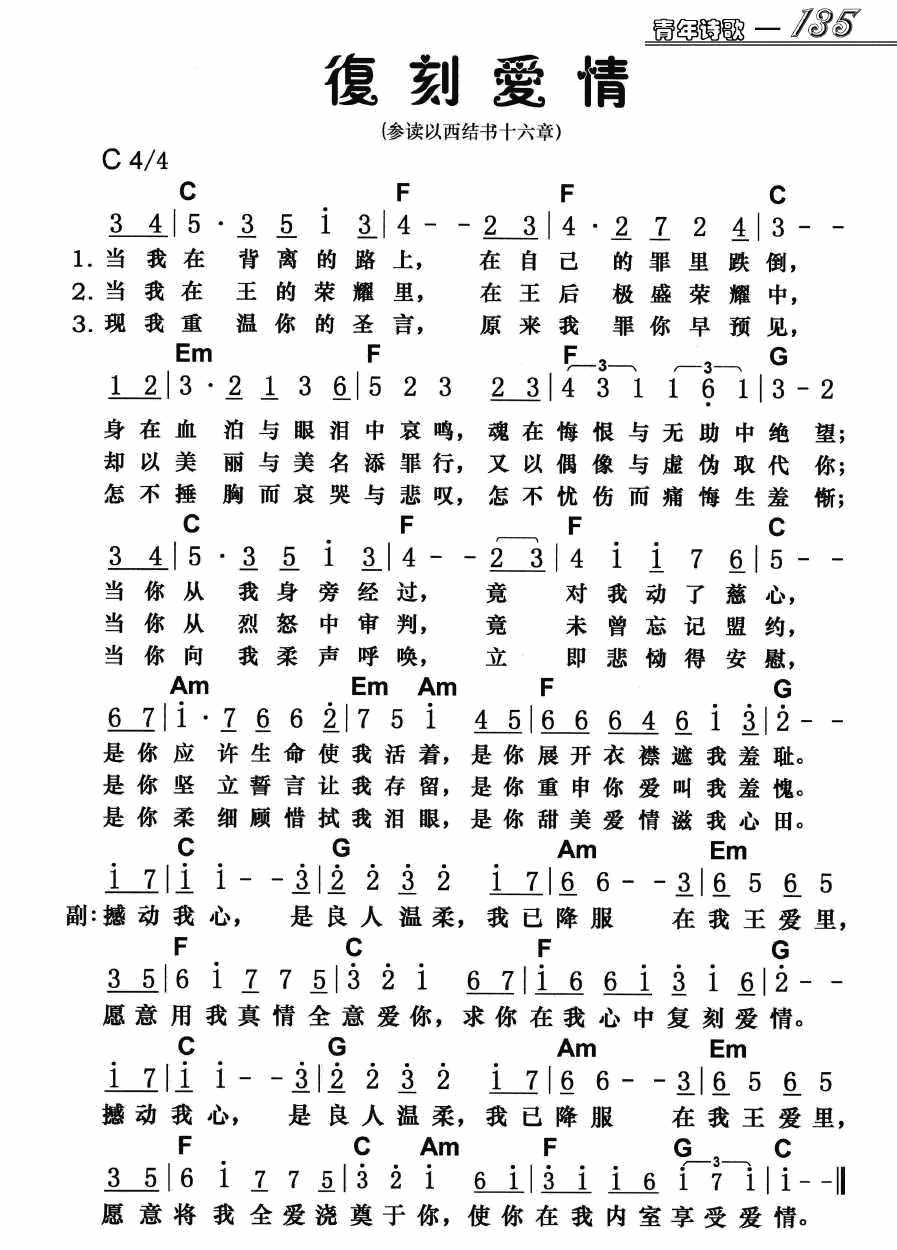 青年诗歌 — 135
復刻愛情
(参读以西结书十六章)
C 4/4
C F F C
3 4|5 · 3 5 i 3|4 - - 2 3|4 · 2 7 2 4|3 - -
1. 当我在 背离的路上， 在自己 的罪里跌倒，
2. 当我在 王的荣耀里， 在王后 极盛荣耀中，
3. 现我重 温你的圣言， 原来我 罪你早预见，
Em F F G
1 2|3 · 2 1 3 6|5 2 3 2 3|4 3 1 1 6 1|3 - 2
身在血 泊与眼泪中哀鸣，魂在悔恨与无助中绝 望；
却以美 丽与美名添罪行，又以偶像与虚伪取代 你；
怎不捶 胸而哀哭与悲叹，怎不忧伤而痛悔生羞 惭；
C F F C
3 4|5 · 3 5 i 3|4 - - 2 3|4 i i 7 6|5 - -
当你从 我身旁经过， 竟 对我动了慈心，
当你从 烈怒中审判， 竟 未曾忘记盟约，
当你向 我柔声呼唤， 立 即悲恸得安慰，
Am Em Am F G
6 7|i · 7 6 6 2|7 5 i 4 5|6 6 6 4 6 i 3|2 - -
是你应 许生命使我活着，是你展开衣襟遮我羞耻。
是你坚 立誓言让我存留，是你重申你爱叫我羞愧。
是你柔 细顾惜拭我泪眼，是你甜美爱情滋我心田。
C G Am Em
i 7|i i - - 3|2 2 3 2 i 7|6 6 - - 3|6 5 6 5
副：撼动我心， 是良人温柔，我已降服 在我王爱里，
F C F G
3 5|6 i 7 7 5|3 2 i 6 7|i 6 6 i 3 i 6|2 - -
愿意用我真情全意爱你，求你在我心中复刻爱情。
C G Am Em
i 7|i i - - 3|2 2 3 2 i 7|6 6 - - 3|6 5 6 5
撼动我心， 是良人温柔，我已降服 在我王爱里，
F C Am F G C
3 5|6 i 7 7 5|3 2 i 6 i|3 i i 6 i 7 i|i - -‖
愿意将我全爱浇奠于你，使你在我内室享受爱情。